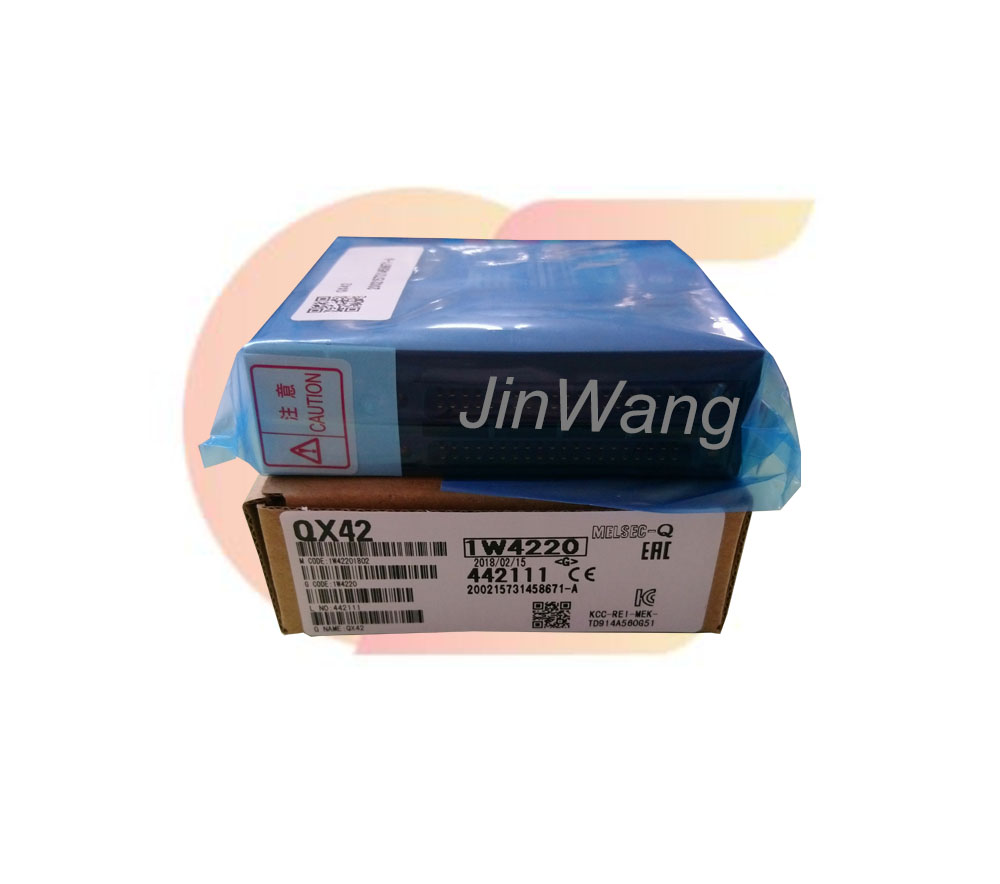 注意
CAUTION
JinWang
QX42
MELSEC-Q
1W4220
EAC
2018/02/15
<G>
M CODE:1W4220IB02
442111 CE
G CODE:1W4220
200215731458671-A
L NO:442111
KC
KCC-REI-MEK-
TD914A560G51
Q NAME QX42